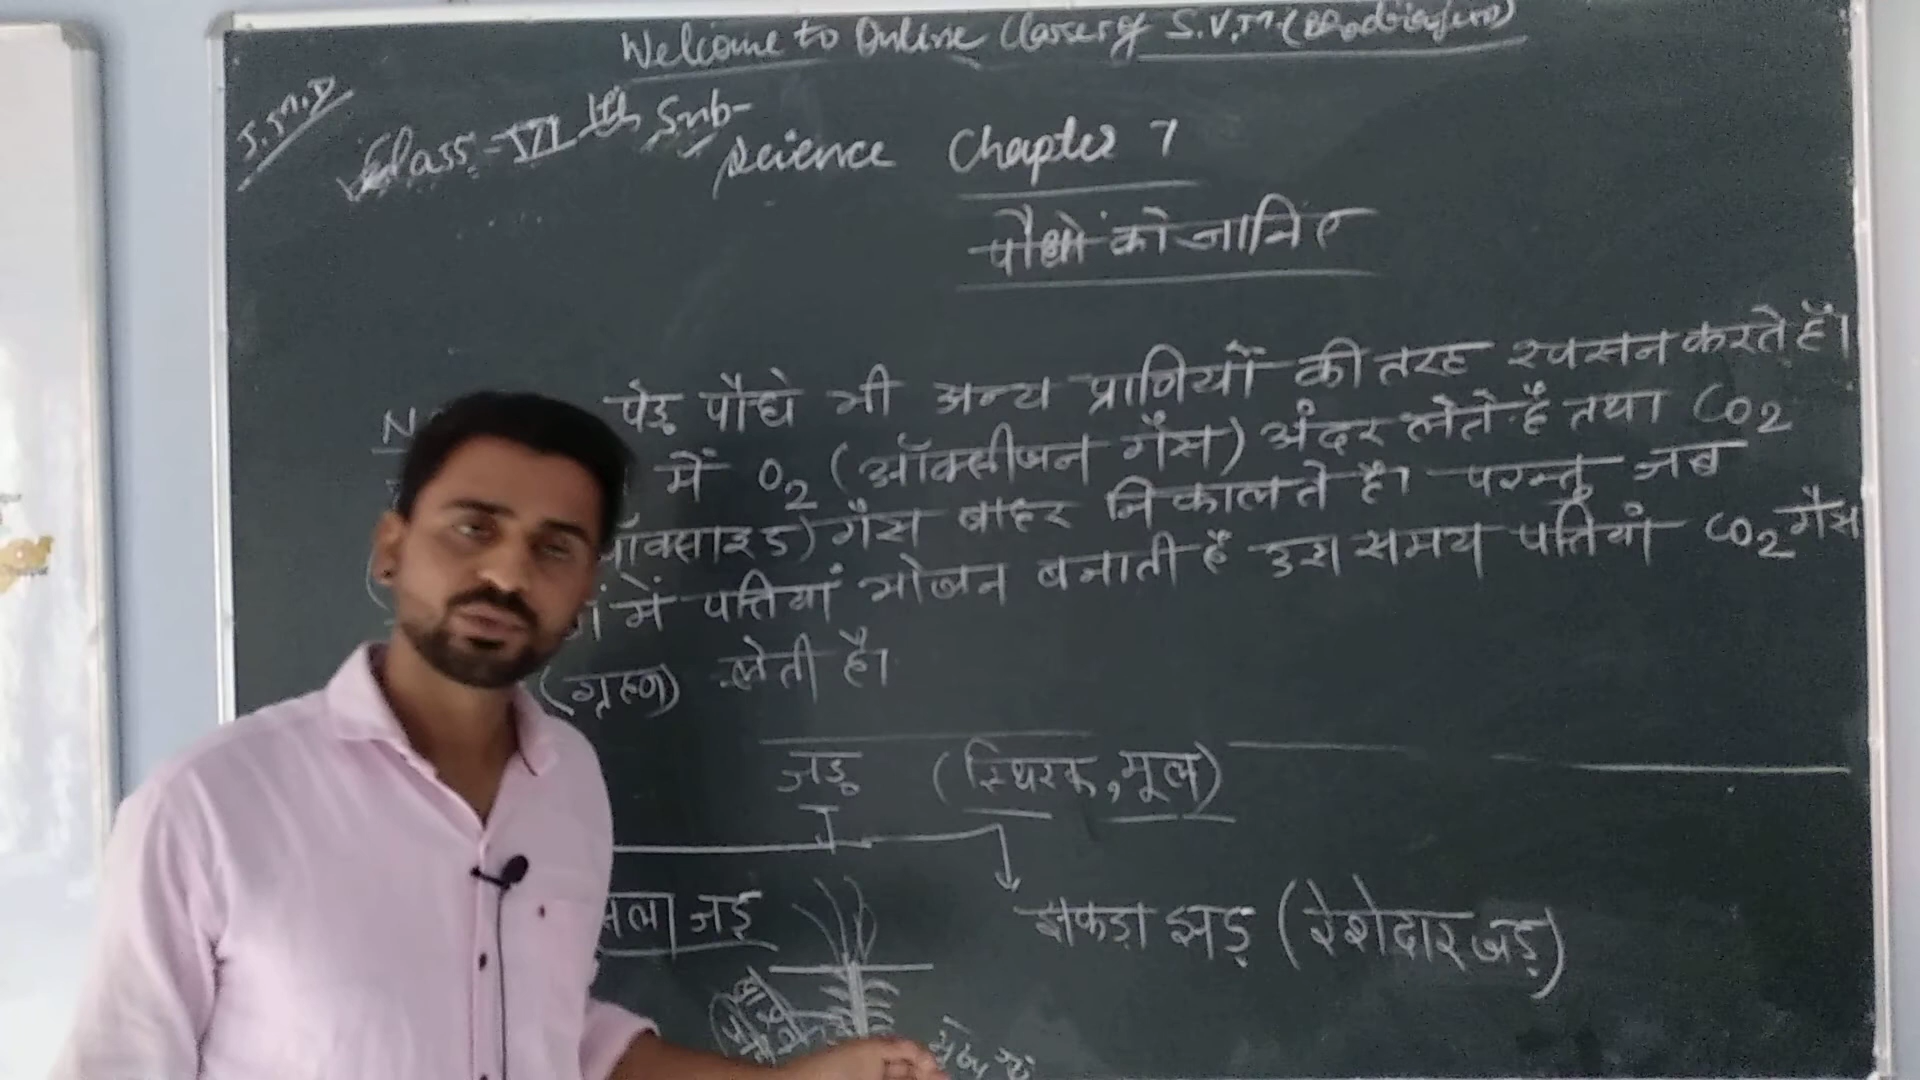 Welcome to Online Classes of S.V.M. (
Class-VI th Sub-
Science Chapter 7
पौधों को जानिए
पेड़ पौधे भी अन्य प्राणियों की तरह श्वसन करते हैं।
में O2 (ऑक्सीजन गैस) अंदर लेते हैं तथा CO2
ऑक्साइड) गैस बाहर निकालते हैं। परन्तु जब
में पत्तियां भोजन बनाती हैं उस समय पत्तियां CO2 गैस
(ग्रहण) लेती है।
जड़ (स्थिरक, मूल)
सला जड़
झकड़ा झड़ (रेशेदार जड़)